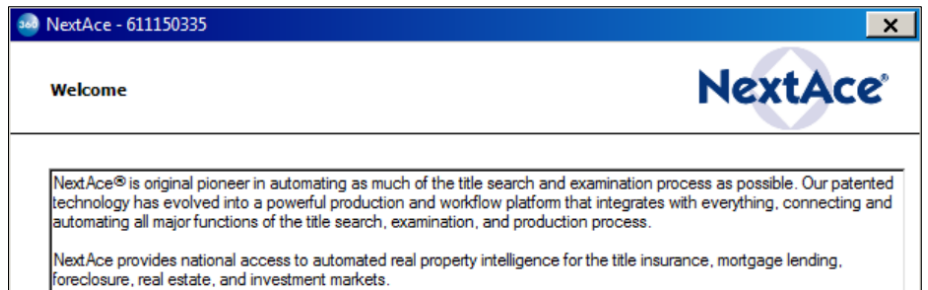 360 NextAce - 611150335
Welcome
NextAce®
NextAce® is original pioneer in automating as much of the title search and examination process as possible. Our patented
technology has evolved into a powerful production and workflow platform that integrates with everything, connecting and
automating all major functions of the title search, examination, and production process.
NextAce provides national access to automated real property intelligence for the title insurance, mortgage lending,
foreclosure, real estate, and investment markets.